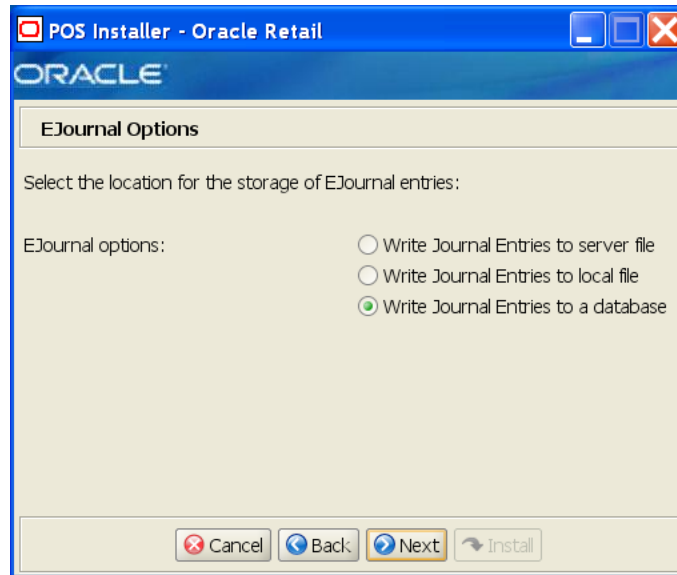 POS Installer - Oracle Retail
ORACLE
EJournal Options
Select the location for the storage of EJournal entries:
EJournal options:
Write Journal Entries to server file
Write Journal Entries to local file
Write Journal Entries to a database
Cancel Back Next Install